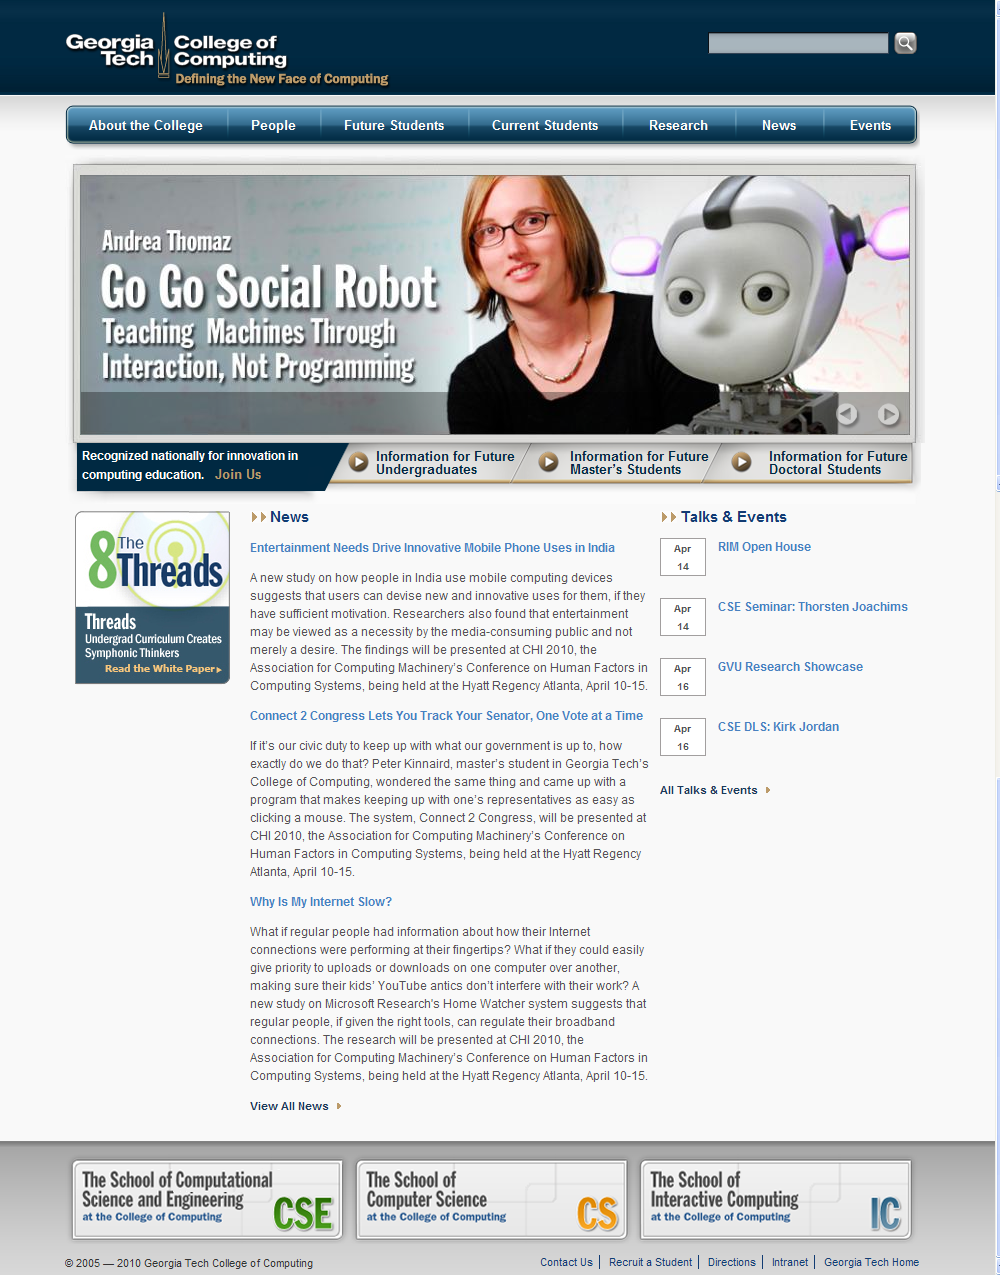 Georgia Tech
College of Computing
Defining the New Face of Computing
About the College
People
Future Students
Current Students
Research
News
Events
Andrea Thomaz
Go Go Social Robot
Teaching Machines Through
Interaction, Not Programming
Recognized nationally for innovation in
computing education. Join Us
Information for Future
Undergraduates
Information for Future
Master's Students
Information for Future
Doctoral Students
The
8 Threads
Threads
Undergrad Curriculum Creates
Symphonic Thinkers
Read the White Paper
News
Entertainment Needs Drive Innovative Mobile Phone Uses in India
A new study on how people in India use mobile computing devices
suggests that users can devise new and innovative uses for them, if they
have sufficient motivation. Researchers also found that entertainment
may be viewed as a necessity by the media-consuming public and not
merely a desire. The findings will be presented at CHI 2010, the
Association for Computing Machinery's Conference on Human Factors in
Computing Systems, being held at the Hyatt Regency Atlanta, April 10-15.
Connect 2 Congress Lets You Track Your Senator, One Vote at a Time
If it's our civic duty to keep up with what our government is up to, how
exactly do we do that? Peter Kinnaird, master's student in Georgia Tech's
College of Computing, wondered the same thing and came up with a
program that makes keeping up with one's representatives as easy as
clicking a mouse. The system, Connect 2 Congress, will be presented at
CHI 2010, the Association for Computing Machinery's Conference on
Human Factors in Computing Systems, being held at the Hyatt Regency
Atlanta, April 10-15.
Why Is My Internet Slow?
What if regular people had information about how their Internet
connections were performing at their fingertips? What if they could easily
give priority to uploads or downloads on one computer over another,
making sure their kids' YouTube antics don't interfere with their work? A
new study on Microsoft Research's Home Watcher system suggests that
regular people, if given the right tools, can regulate their broadband
connections. The research will be presented at CHI 2010, the
Association for Computing Machinery's Conference on Human Factors in
Computing Systems, being held at the Hyatt Regency Atlanta, April 10-15.
View All News
Talks & Events
Apr
14
RIM Open House
Apr
14
CSE Seminar: Thorsten Joachims
Apr
16
GVU Research Showcase
Apr
16
CSE DLS: Kirk Jordan
All Talks & Events
The School of Computational
Science and Engineering
at the College of Computing
CSE
The School of
Computer Science
at the College of Computing
CS
The School of
Interactive Computing
at the College of Computing
IC
© 2005 — 2010 Georgia Tech College of Computing
Contact Us | Recruit a Student | Directions | Intranet | Georgia Tech Home